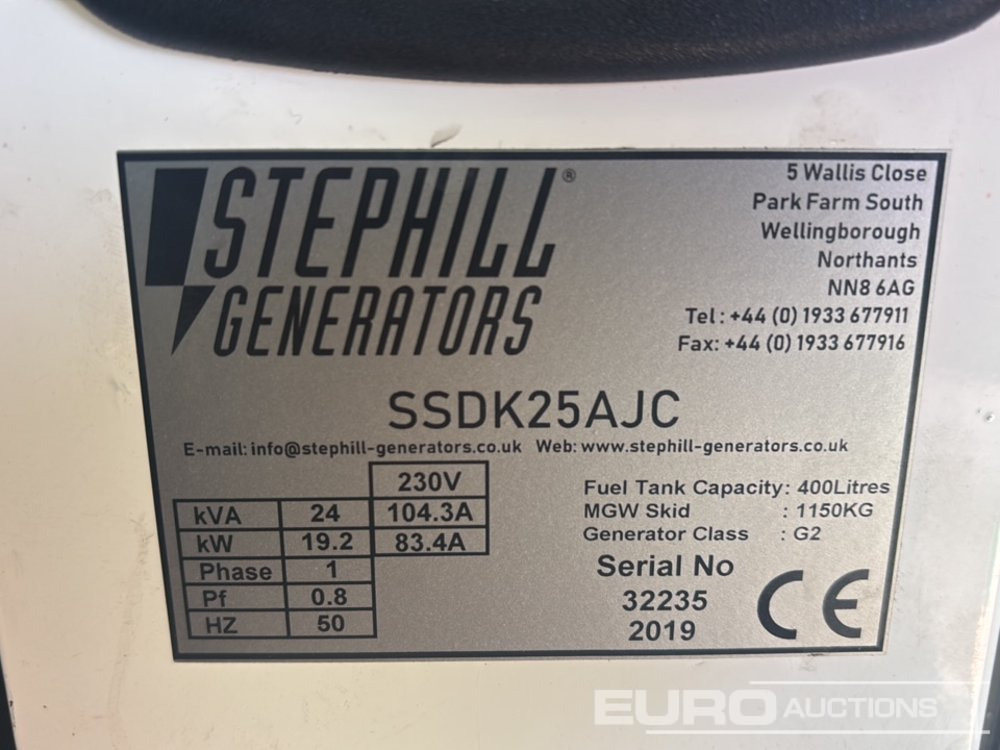 STEPHILL®
GENERATORS
5 Wallis Close
Park Farm South
Wellingborough
Northants
NN8 6AG
Tel : +44 (0) 1933 677911
Fax: +44 (0) 1933 677916
SSDK25AJC
E-mail: info@stephill-generators.co.uk Web: www.stephill-generators.co.uk
230V
kVA 24 104.3A
kW 19.2 83.4A
Phase 1
Pf 0.8
HZ 50
Fuel Tank Capacity: 400Litres
MGW Skid : 1150KG
Generator Class : G2
Serial No
32235
2019
CE
EURO AUCTIONS